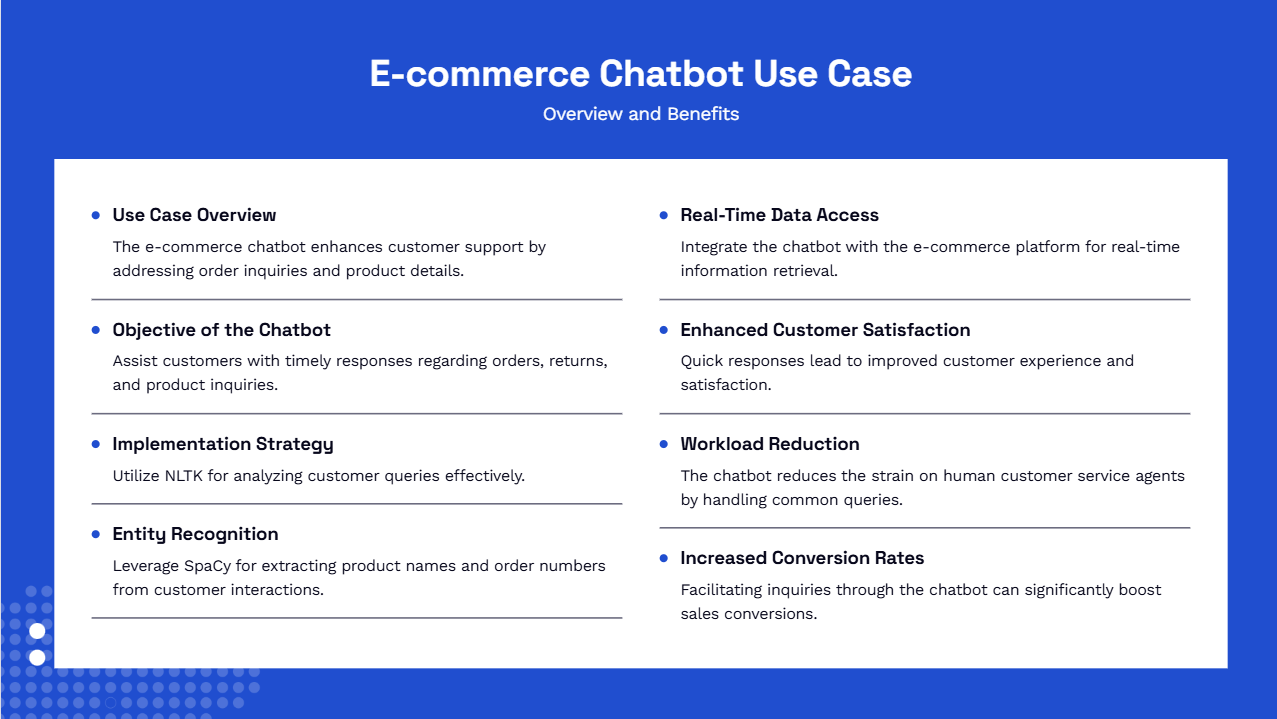 E-commerce Chatbot Use Case
Overview and Benefits
Use Case Overview
The e-commerce chatbot enhances customer support by
addressing order inquiries and product details.
Objective of the Chatbot
Assist customers with timely responses regarding orders, returns,
and product inquiries.
Implementation Strategy
Utilize NLTK for analyzing customer queries effectively.
Entity Recognition
Leverage SpaCy for extracting product names and order numbers
from customer interactions.
Real-Time Data Access
Integrate the chatbot with the e-commerce platform for real-time
information retrieval.
Enhanced Customer Satisfaction
Quick responses lead to improved customer experience and
satisfaction.
Workload Reduction
The chatbot reduces the strain on human customer service agents
by handling common queries.
Increased Conversion Rates
Facilitating inquiries through the chatbot can significantly boost
sales conversions.